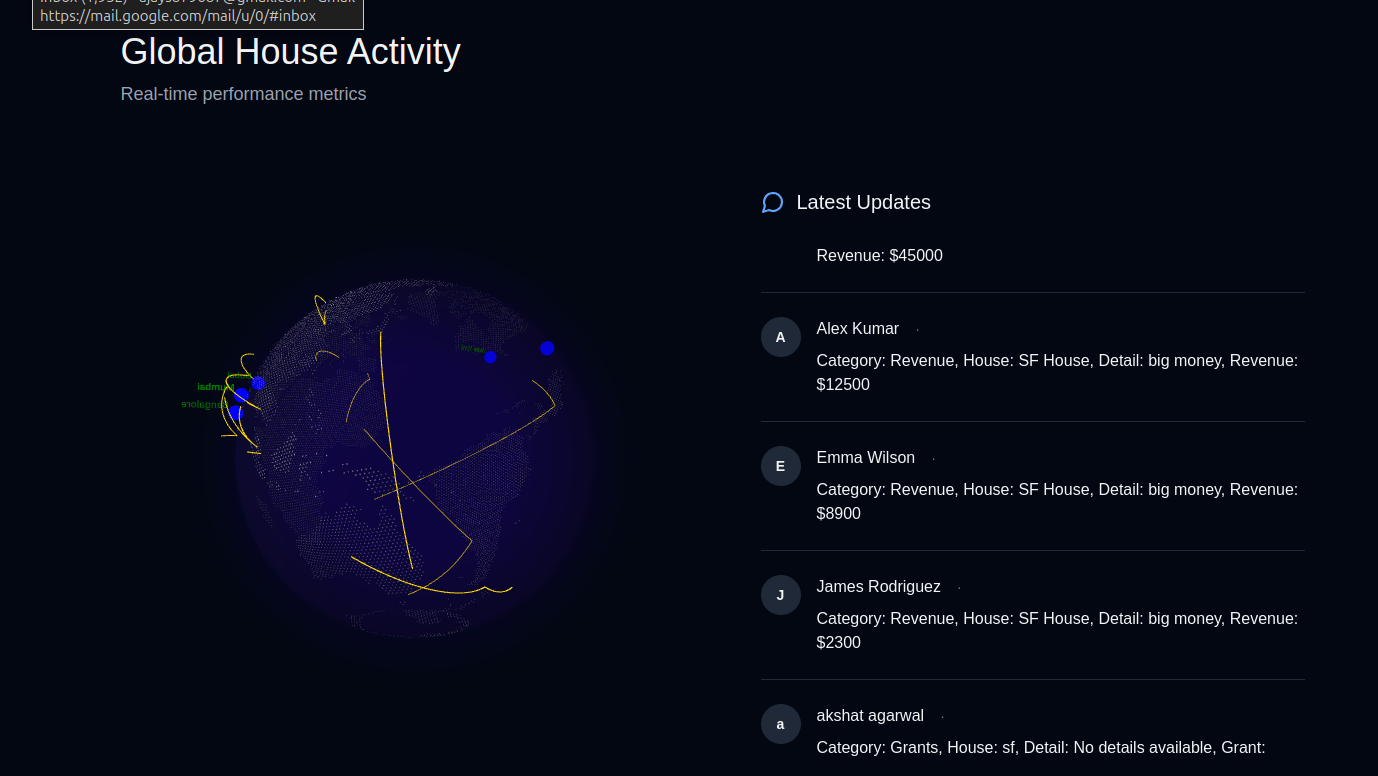 https://mail.google.com/mail/u/0/#inbox
Global House Activity
Real-time performance metrics
Latest Updates
Revenue: $45000
A
Alex Kumar ·
Category: Revenue, House: SF House, Detail: big money, Revenue:
$12500
E
Emma Wilson ·
Category: Revenue, House: SF House, Detail: big money, Revenue:
$8900
Mumbai
J
James Rodriguez ·
Category: Revenue, House: SF House, Detail: big money, Revenue:
$2300
a
akshat agarwal ·
Category: Grants, House: sf, Detail: No details available, Grant: